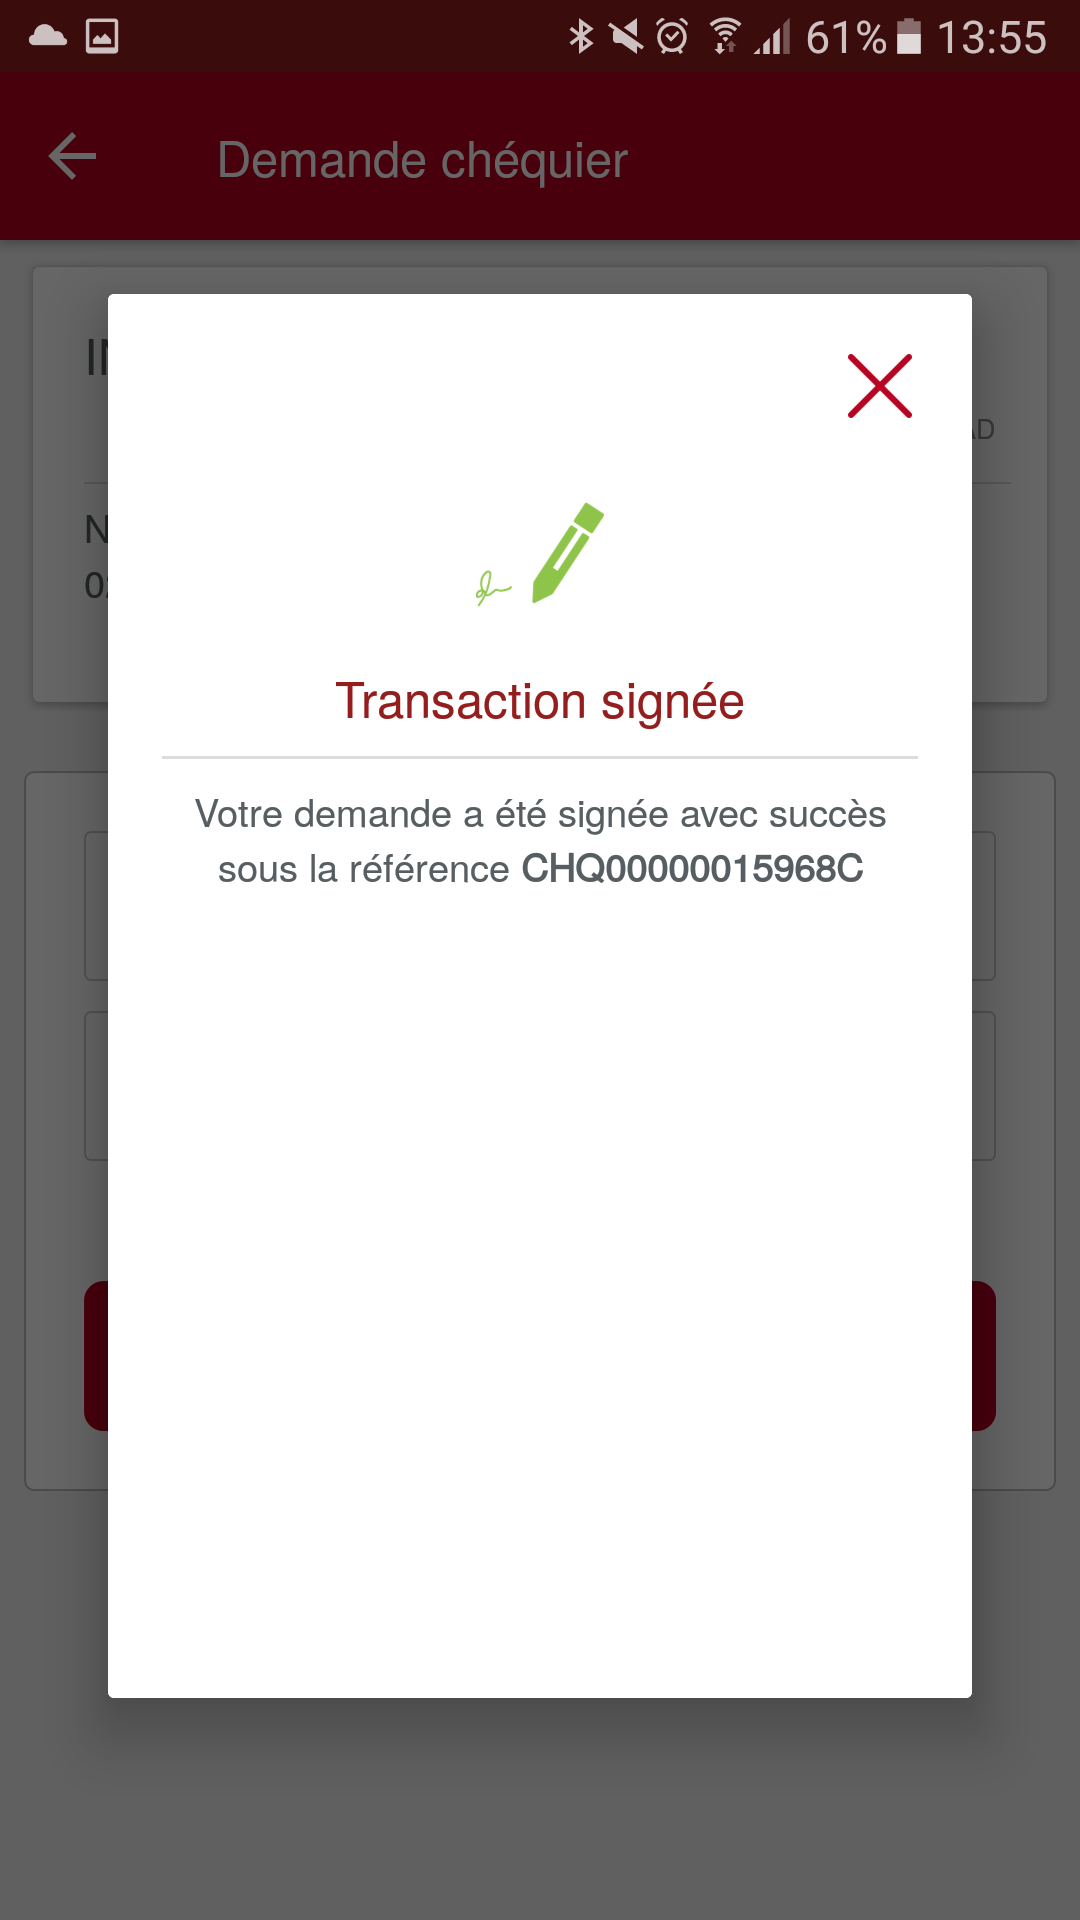 61% 13:55
Demande chéquier
Transaction signée
Votre demande a été signée avec succès
sous la référence CHQ00000015968C